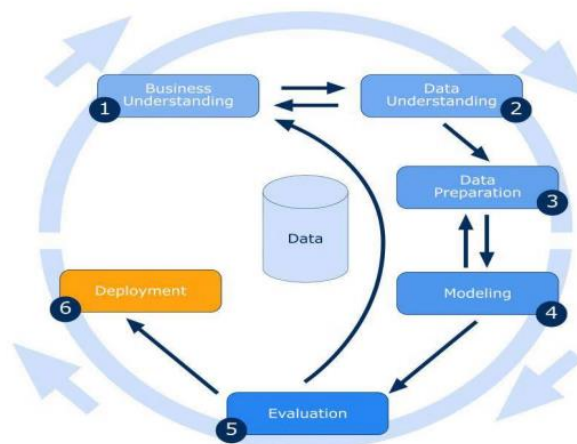 Business
Understanding
1
Data
Understanding
2
Data
Preparation
3
Data
Deployment
6
Modeling
4
Evaluation
5